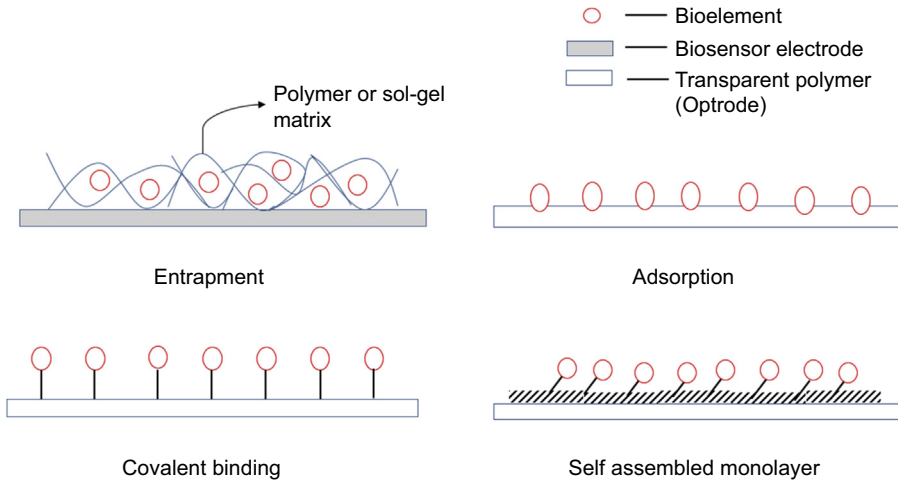 Bioelement
Biosensor electrode
Transparent polymer
(Optrode)
Polymer or sol-gel
matrix
Entrapment
Adsorption
Covalent binding
Self assembled monolayer